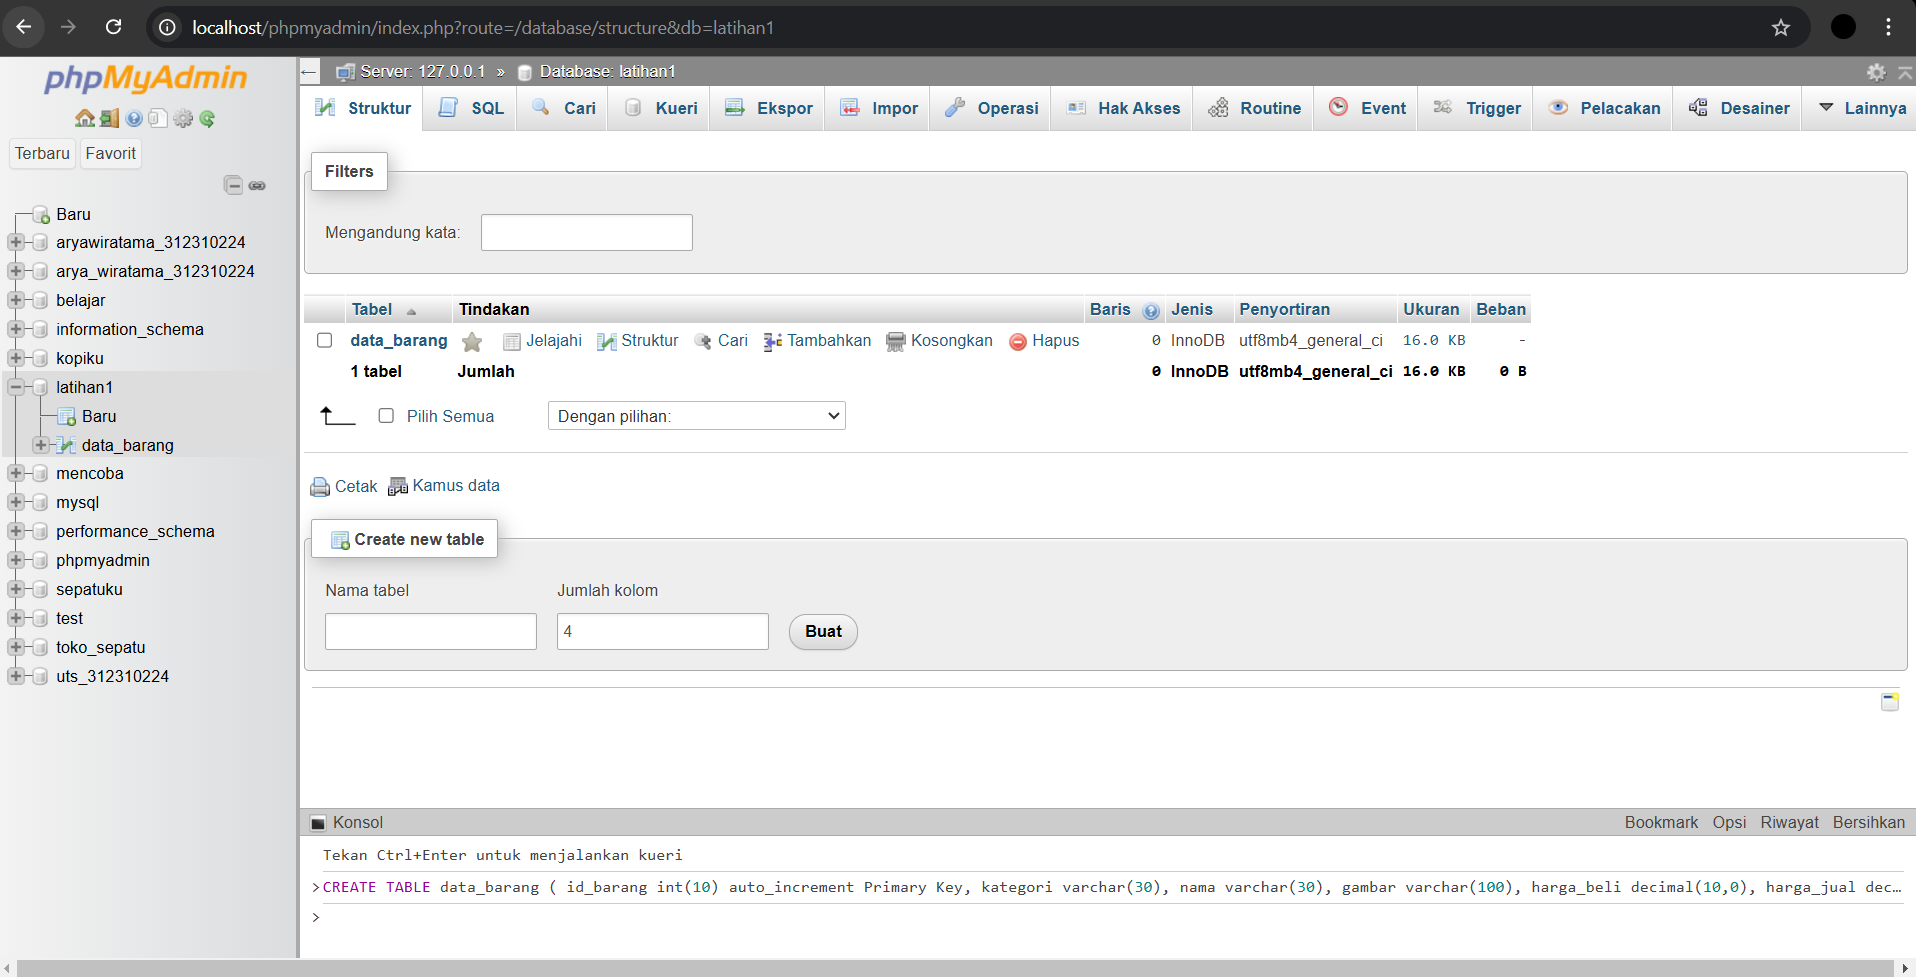 localhost/phpmyadmin/index.php?route=/database/structure&db=latihan1
phpMyAdmin
Terbaru Favorit
Baru
aryawiratama_312310224
arya_wiratama_312310224
belajar
information_schema
kopiku
latihan1
Baru
data_barang
mencoba
mysql
performance_schema
phpmyadmin
sepatuku
test
toko_sepatu
uts_312310224
Server: 127.0.0.1 » Database: latihan1
Struktur SQL Cari Kueri Ekspor Impor Operasi Hak Akses Routine Event Trigger Pelacakan Desainer Lainnya
Filters
Mengandung kata:
Tabel Tindakan Baris Jenis Penyortiran Ukuran Beban
data_barang Jelajahi Struktur Cari Tambahkan Kosongkan Hapus 0 InnoDB utf8mb4_general_ci 16.0 KB -
1 tabel Jumlah 0 InnoDB utf8mb4_general_ci 16.0 KB 0 B
Pilih Semua Dengan pilihan:
Cetak Kamus data
Create new table
Nama tabel Jumlah kolom
4 Buat
Konsol Bookmark Opsi Riwayat Bersihkan
Tekan Ctrl+Enter untuk menjalankan kueri
>CREATE TABLE data_barang ( id_barang int(10) auto_increment Primary Key, kategori varchar(30), nama varchar(30), gambar varchar(100), harga_beli decimal(10,0), harga_jual dec…
>